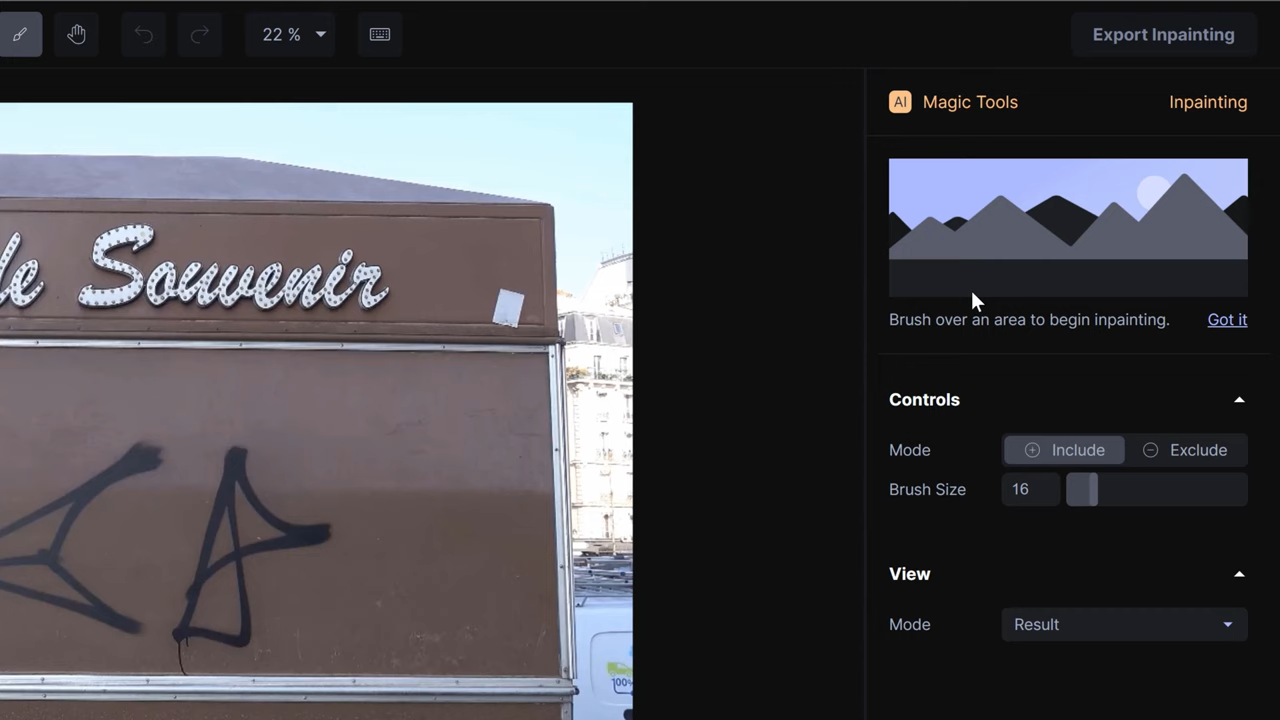 22 %
Export Inpainting
AI Magic Tools
Inpainting
Brush over an area to begin inpainting.
Got it
Controls
Mode
Include
Exclude
Brush Size
16
View
Mode
Result
de Souvenir
100%